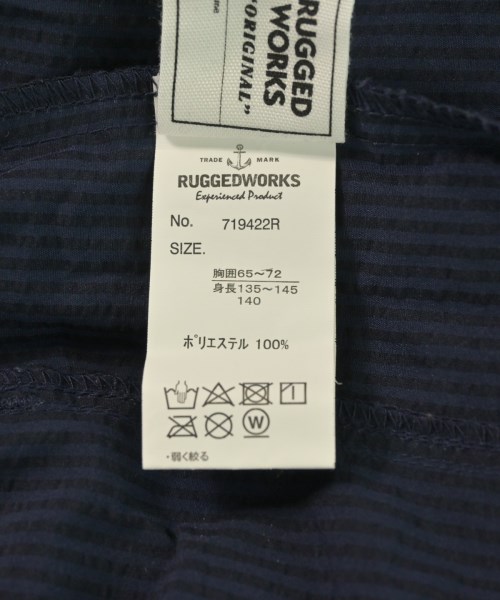 RUGGED
WORKS
"ORIGINAL"
TRADE MARK
RUGGEDWORKS
Experienced Product
No. 719422R
SIZE.
胸囲65～72
身長135～145
140
ポリエステル 100%
W
・弱く絞る